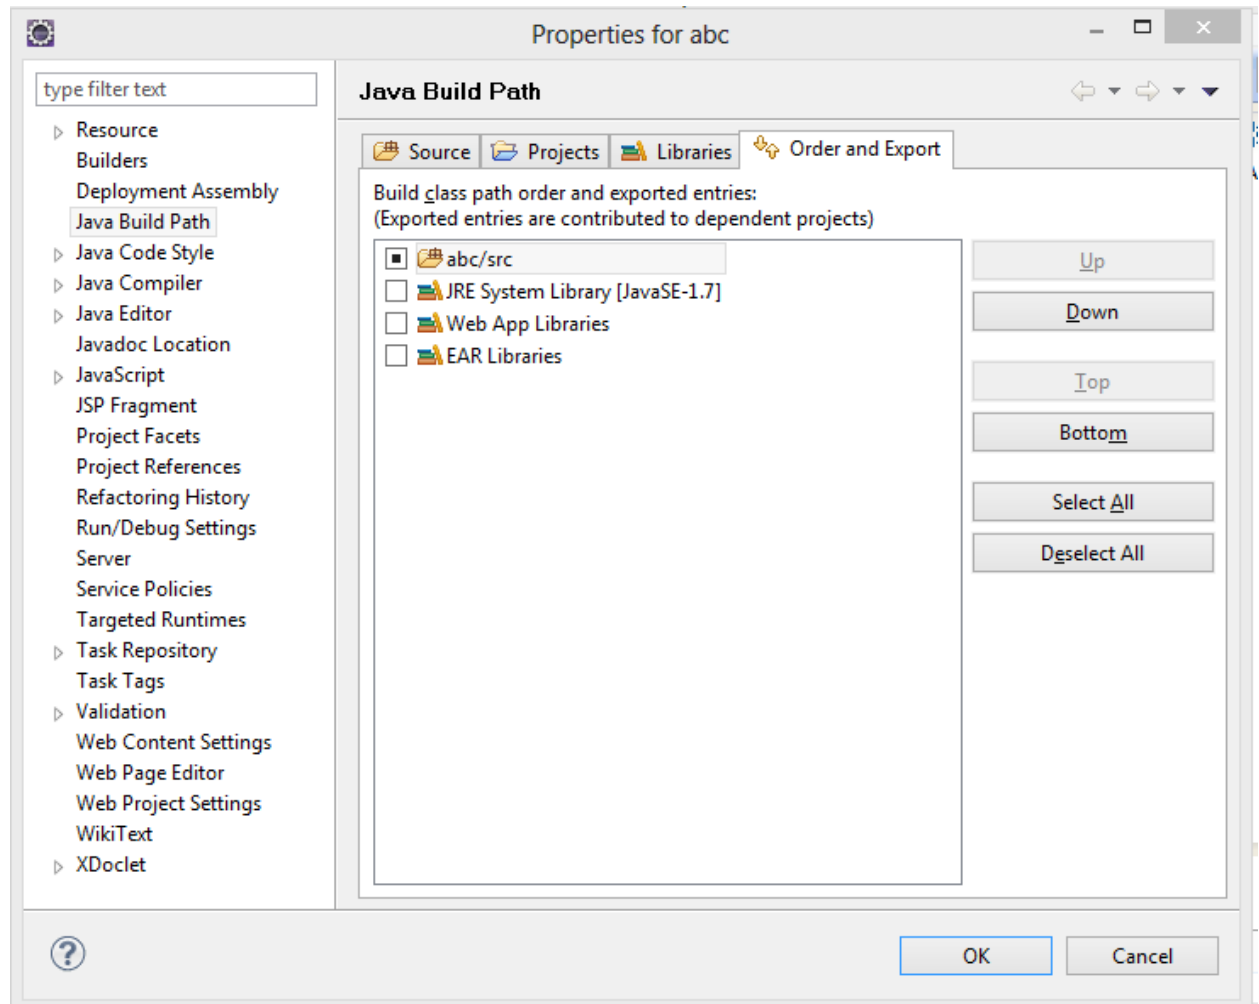 Properties for abc
type filter text
Resource
Builders
Deployment Assembly
Java Build Path
Java Code Style
Java Compiler
Java Editor
Javadoc Location
JavaScript
JSP Fragment
Project Facets
Project References
Refactoring History
Run/Debug Settings
Server
Service Policies
Targeted Runtimes
Task Repository
Task Tags
Validation
Web Content Settings
Web Page Editor
Web Project Settings
WikiText
XDoclet
Java Build Path
Source Projects Libraries Order and Export
Build class path order and exported entries:
(Exported entries are contributed to dependent projects)
abc/src
JRE System Library [JavaSE-1.7]
Web App Libraries
EAR Libraries
Up
Down
Top
Bottom
Select All
Deselect All
OK Cancel